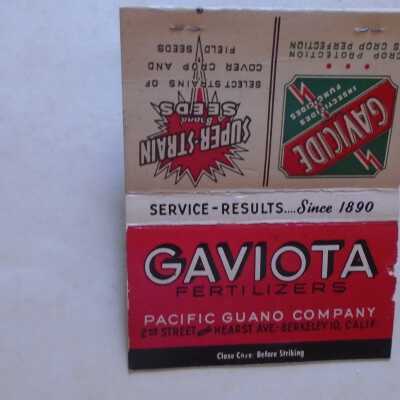 CROP PROTECTION
IS CROP PERFECTION
GAVICIDE
INSECTICIDES
FUNGICIDES
SELECT STRAINS OF
COVER CROP AND
FIELD SEEDS
SUPER-STRAIN
Brand
SEEDS
SERVICE-RESULTS....Since 1890
GAVIOTA
FERTILIZERS
PACIFIC GUANO COMPANY
2ND STREET and HEARST AVE·BERKELEY 10, CALIF.
Close Cover Before Striking